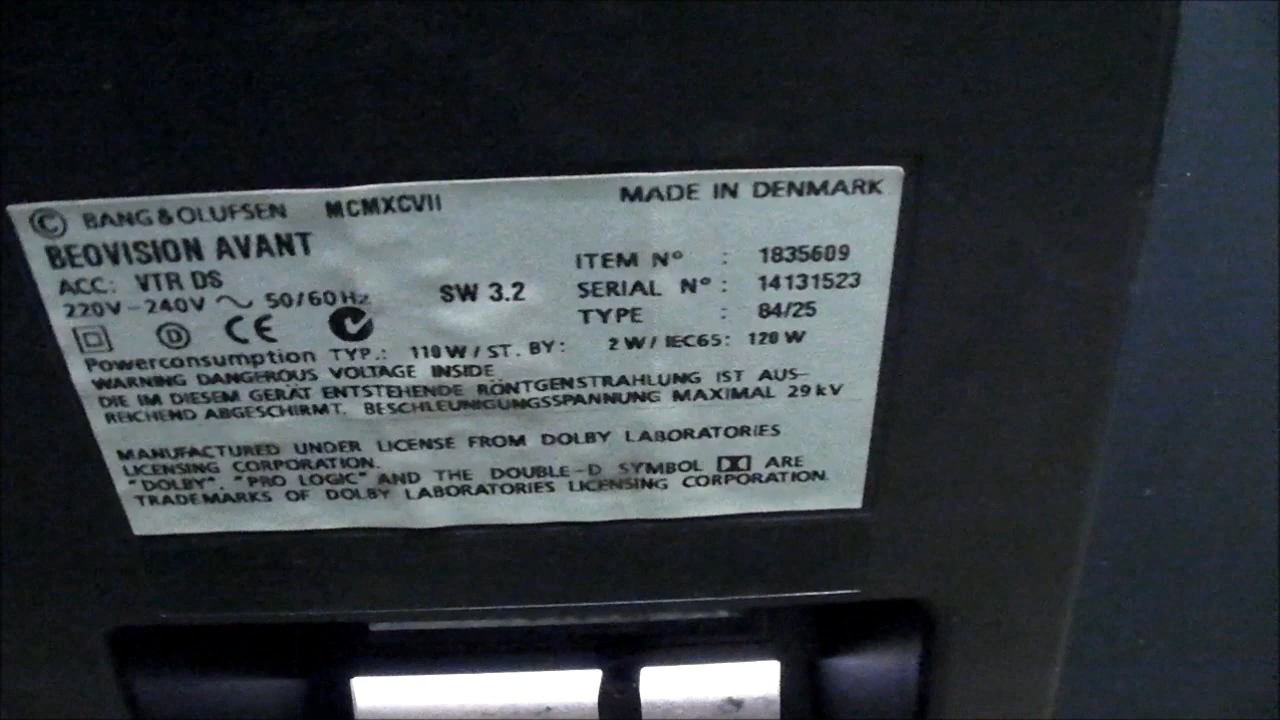 © BANG & OLUFSEN MCMXCVII MADE IN DENMARK
BEOVISION AVANT
ACC: VTR DS
220V - 240V ~ 50/60Hz
SW 3.2
ITEM Nº : 1835609
SERIAL Nº : 14131523
TYPE : 84/25
D CE
Powerconsumption TYP.: 110 W / ST. BY: 2 W / IEC65: 120 W
WARNING DANGEROUS VOLTAGE INSIDE
DIE IM DIESEM GERÄT ENTSTEHENDE RÖNTGENSTRAHLUNG IST AUS-
REICHEND ABGESCHIRMT. BESCHLEUNIGUNGSSPANNUNG MAXIMAL 29 kV
MANUFACTURED UNDER LICENSE FROM DOLBY LABORATORIES
LICENSING CORPORATION.
"DOLBY", "PRO LOGIC" AND THE DOUBLE-D SYMBOL ARE
TRADEMARKS OF DOLBY LABORATORIES LICENSING CORPORATION.